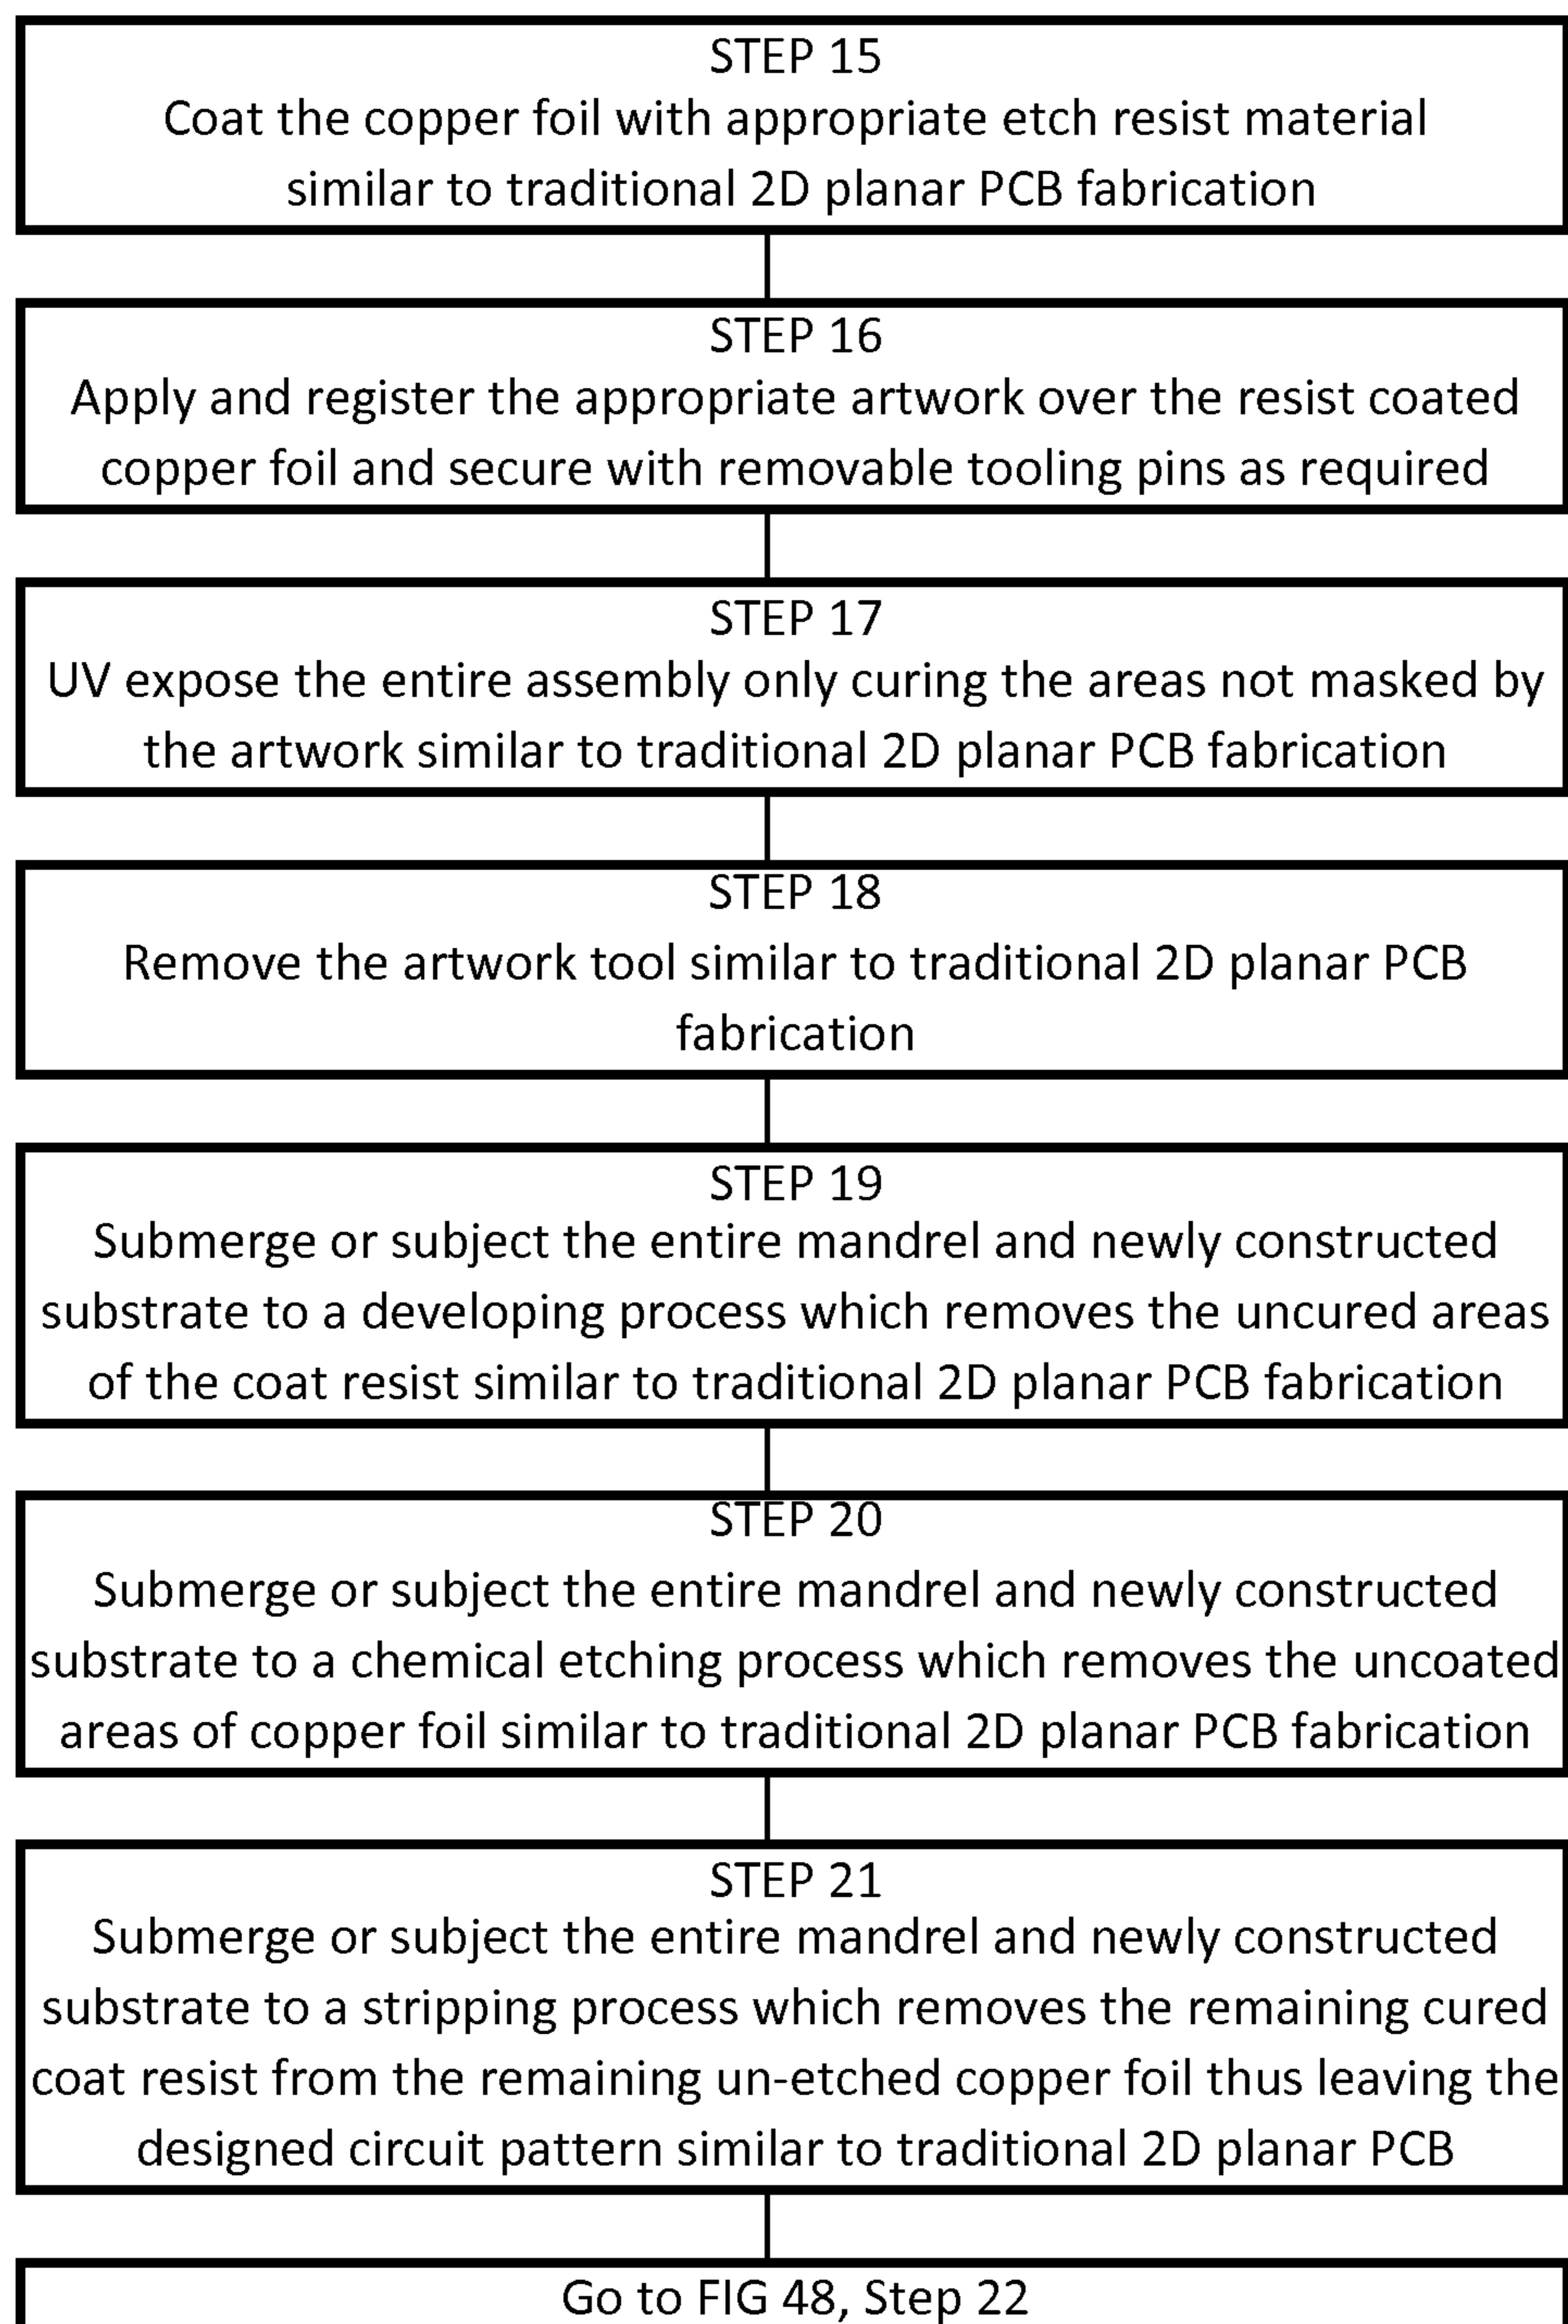 STEP 15
Coat the copper foil with appropriate etch resist material
similar to traditional 2D planar PCB fabrication
STEP 16
Apply and register the appropriate artwork over the resist coated
copper foil and secure with removable tooling pins as required
STEP 17
UV expose the entire assembly only curing the areas not masked by
the artwork similar to traditional 2D planar PCB fabrication
STEP 18
Remove the artwork tool similar to traditional 2D planar PCB
fabrication
STEP 19
Submerge or subject the entire mandrel and newly constructed
substrate to a developing process which removes the uncured areas
of the coat resist similar to traditional 2D planar PCB fabrication
STEP 20
Submerge or subject the entire mandrel and newly constructed
substrate to a chemical etching process which removes the uncoated
areas of copper foil similar to traditional 2D planar PCB fabrication
STEP 21
Submerge or subject the entire mandrel and newly constructed
substrate to a stripping process which removes the remaining cured
coat resist from the remaining un-etched copper foil thus leaving the
designed circuit pattern similar to traditional 2D planar PCB
Go to FIG 48, Step 22